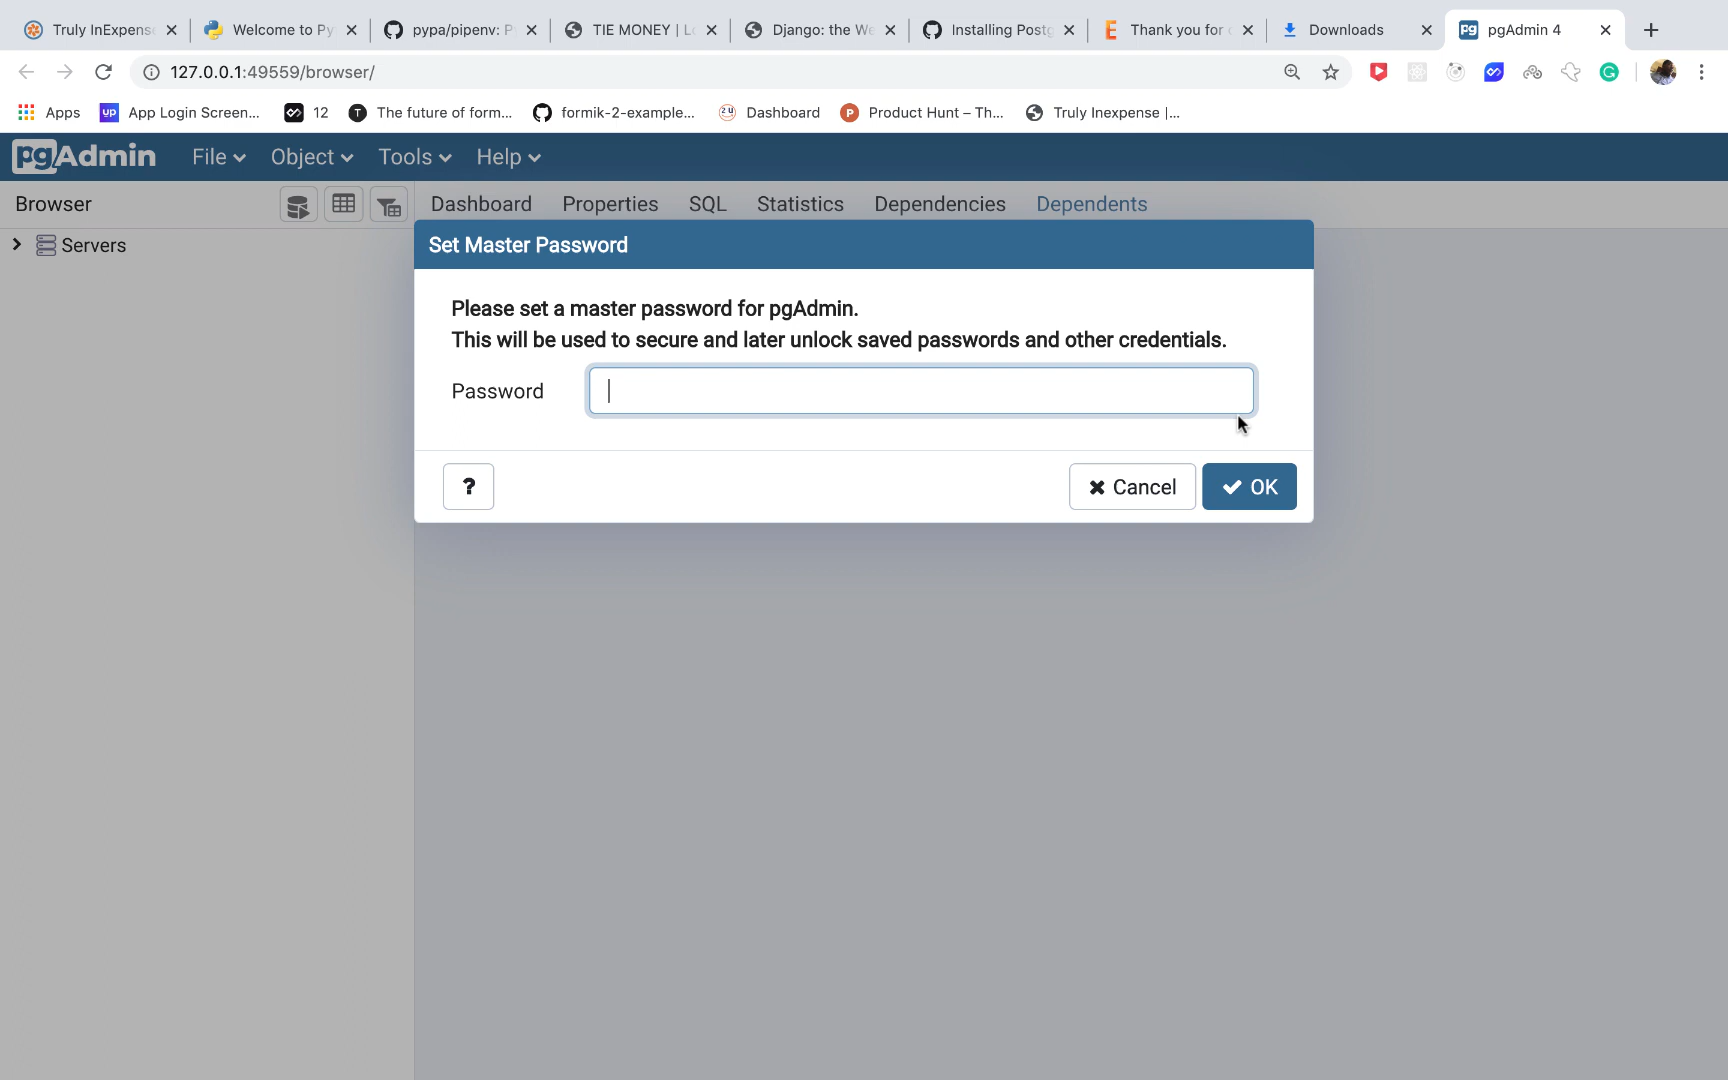 Truly InExpens
Welcome to Py
pypa/pipenv: P
TIE MONEY | Lo
Django: the We
Installing Postg
Thank you for
Downloads
pgAdmin 4
127.0.0.1:49559/browser/
Apps
App Login Screen...
12
The future of form...
formik-2-example...
Dashboard
Product Hunt – Th...
Truly Inexpense |...
pgAdmin
File
Object
Tools
Help
Browser
Dashboard
Properties
SQL
Statistics
Dependencies
Dependents
Servers
Set Master Password
Please set a master password for pgAdmin.
This will be used to secure and later unlock saved passwords and other credentials.
Password
?
Cancel
OK